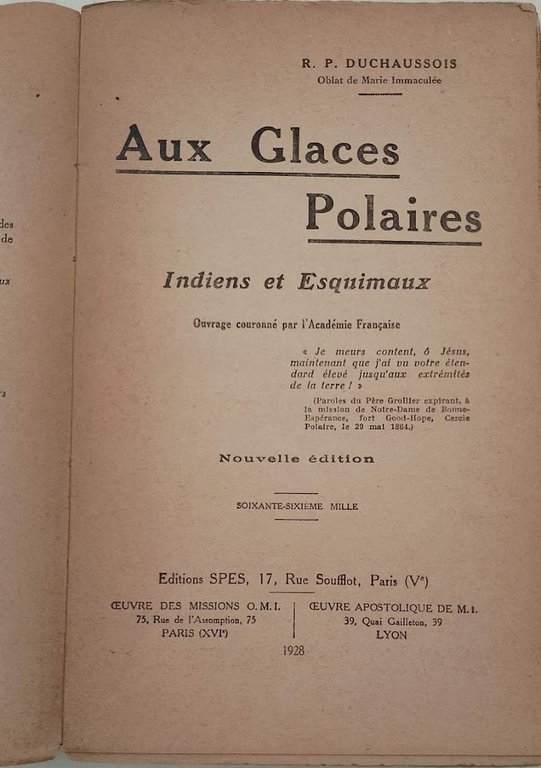 des
de
ux
R. P. DUCHAUSSOIS
Oblat de Marie Immaculée
Aux Glaces
Polaires
Indiens et Esquimaux
Ouvrage couronné par l'Académie Française
« Je meurs content, ô Jésus,
maintenant que j'ai vu votre éten-
dard élevé jusqu'aux extrémités
de la terre ! »
(Paroles du Père Grollier expirant, à
la mission de Notre-Dame de Bonne-
Espérance, fort Good-Hope, Cercle
Polaire, le 29 mai 1864.)
Nouvelle édition
SOIXANTE-SIXIÈME MILLE
Editions SPES, 17, Rue Soufflot, Paris (Ve)
ŒUVRE DES MISSIONS O.M.I.
75, Rue de l'Assomption, 75
PARIS (XVIe)
ŒUVRE APOSTOLIQUE DE M.I.
39, Quai Gailleton, 39
LYON
1928